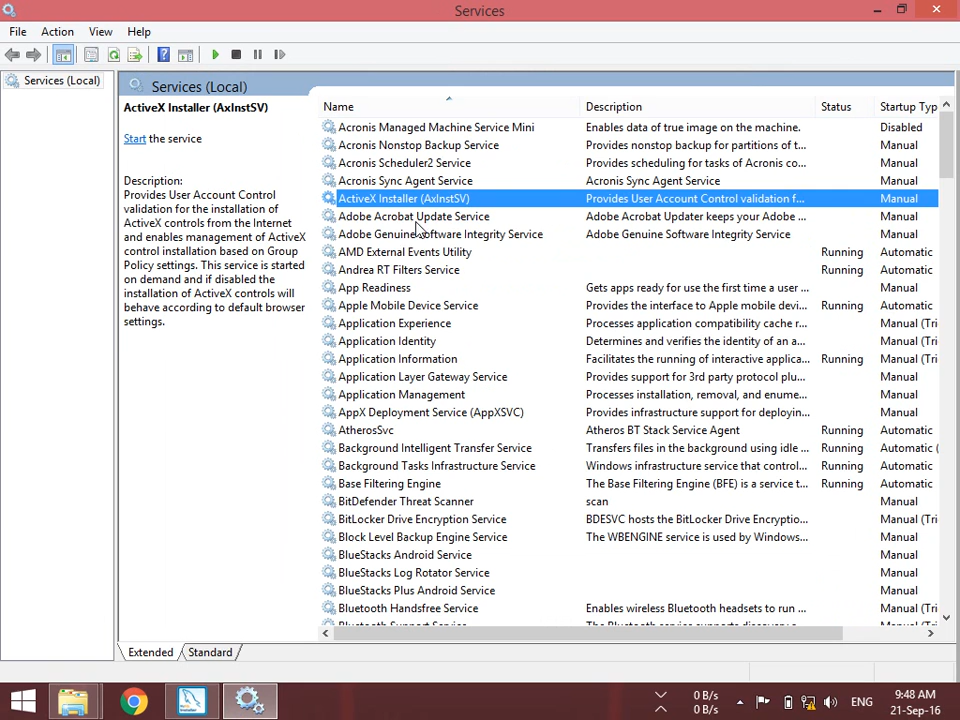 Services
File Action View Help
Services (Local)
Services (Local)
ActiveX Installer (AxInstSV)
Start the service
Description:
Provides User Account Control
validation for the installation of
ActiveX controls from the Internet
and enables management of ActiveX
control installation based on Group
Policy settings. This service is started
on demand and if disabled the
installation of ActiveX controls will
behave according to default browser
settings.
Name Description Status Startup Typ
Acronis Managed Machine Service Mini Enables data of true image on the machine. Disabled
Acronis Nonstop Backup Service Provides nonstop backup for partitions of t... Manual
Acronis Scheduler2 Service Provides scheduling for tasks of Acronis co... Manual
Acronis Sync Agent Service Acronis Sync Agent Service Manual
ActiveX Installer (AxInstSV) Provides User Account Control validation f... Manual
Adobe Acrobat Update Service Adobe Acrobat Updater keeps your Adobe ... Manual
Adobe Genuine Software Integrity Service Adobe Genuine Software Integrity Service Manual
AMD External Events Utility Running Automatic
Andrea RT Filters Service Running Automatic
App Readiness Gets apps ready for use the first time a user ... Manual
Apple Mobile Device Service Provides the interface to Apple mobile devi... Running Automatic
Application Experience Processes application compatibility cache r... Manual (Tri
Application Identity Determines and verifies the identity of an a... Manual (Tri
Application Information Facilitates the running of interactive applica... Running Manual (Tri
Application Layer Gateway Service Provides support for 3rd party protocol plu... Manual
Application Management Processes installation, removal, and enume... Manual
AppX Deployment Service (AppXSVC) Provides infrastructure support for deployin... Manual
AtherosSvc Atheros BT Stack Service Agent Running Automatic
Background Intelligent Transfer Service Transfers files in the background using idle ... Running Automatic (
Background Tasks Infrastructure Service Windows infrastructure service that control... Running Automatic
Base Filtering Engine The Base Filtering Engine (BFE) is a service t... Running Automatic
BitDefender Threat Scanner scan Manual
BitLocker Drive Encryption Service BDESVC hosts the BitLocker Drive Encryptio... Manual (Tri
Block Level Backup Engine Service The WBENGINE service is used by Windows... Manual
BlueStacks Android Service Manual
BlueStacks Log Rotator Service Manual
BlueStacks Plus Android Service Manual
Bluetooth Handsfree Service Enables wireless Bluetooth headsets to run ... Manual (Tri
Extended Standard
0 B/s
0 B/s
ENG
9:48 AM
21-Sep-16